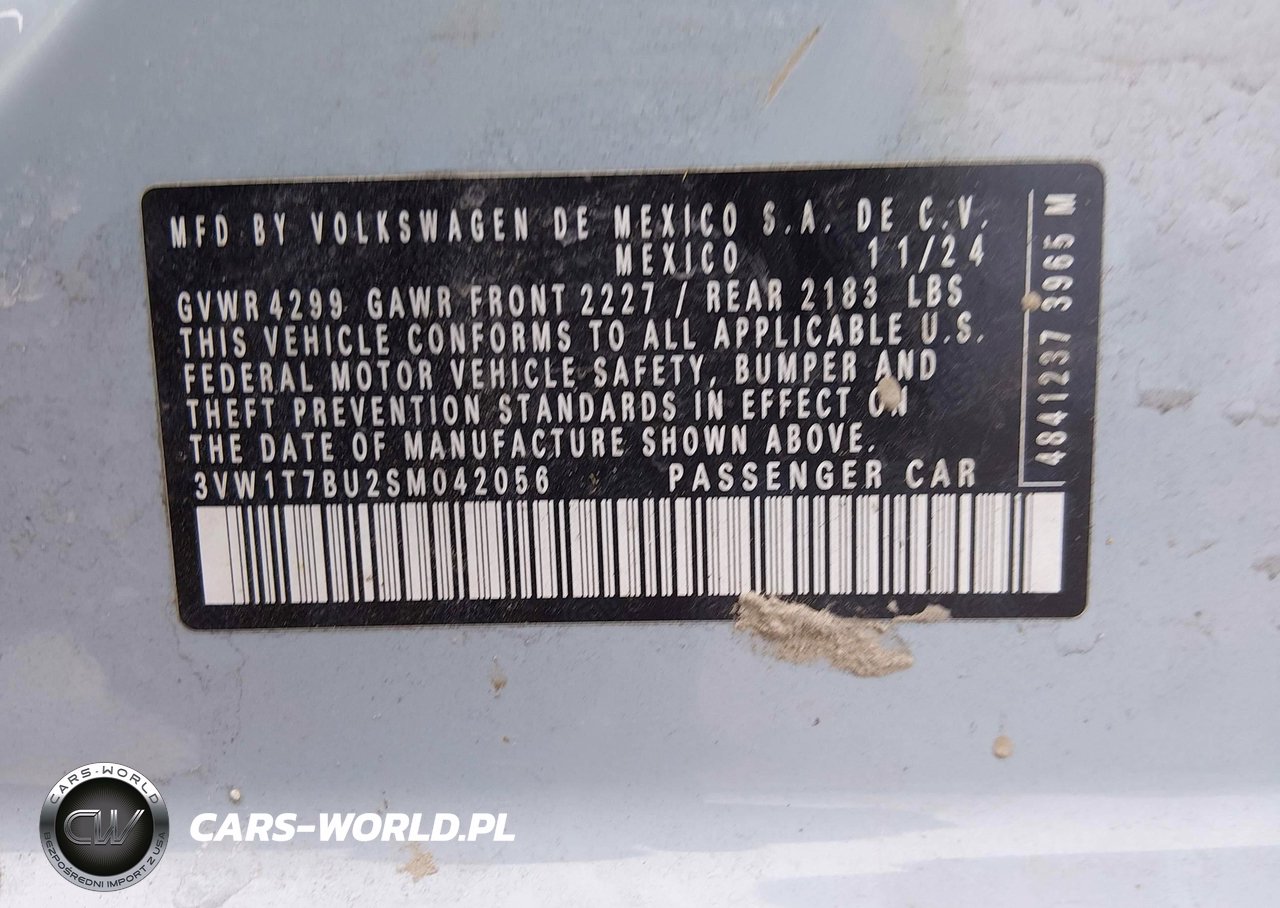 MFD BY VOLKSWAGEN DE MEXICO S.A. DE C.V.
MEXICO 11/24
GVWR 4299 GAWR FRONT 2227 / REAR 2183 LBS
THIS VEHICLE CONFORMS TO ALL APPLICABLE U.S.
FEDERAL MOTOR VEHICLE SAFETY, BUMPER AND
THEFT PREVENTION STANDARDS IN EFFECT ON
THE DATE OF MANUFACTURE SHOWN ABOVE.
3VW1T7BU2SM042056 PASSENGER CAR
4841237 3965 M
CARS-WORLD
CW
BEZPOŚREDNI IMPORT Z USA
CARS-WORLD.PL